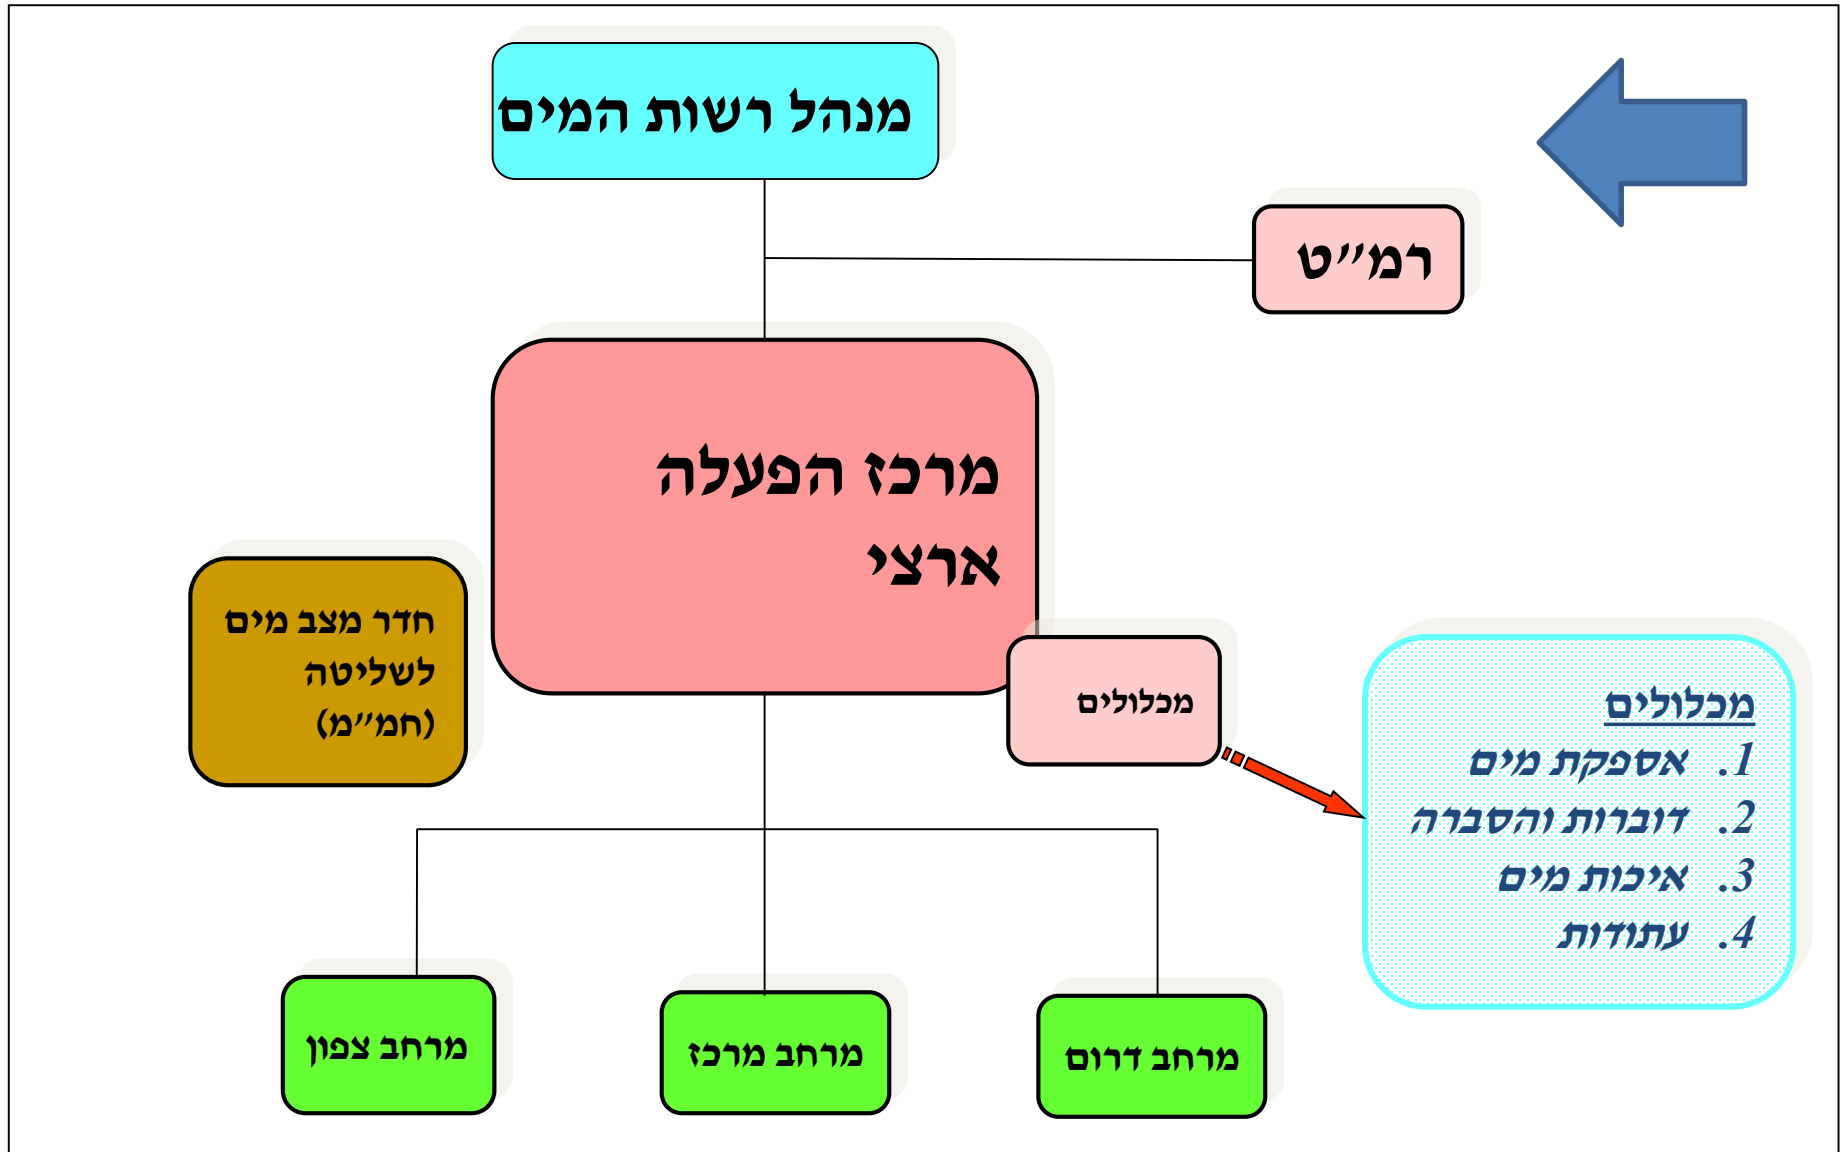 מנהל רשות המים
רמ״ט
מרכז הפעלה
ארצי
מכלולים
חדר מצב מים
לשליטה
(חמ״מ)
מכלולים
1. אספקת מים
2. דוברות והסברה
3. איכות מים
4. עתודות
מרחב דרום
מרחב מרכז
מרחב צפון